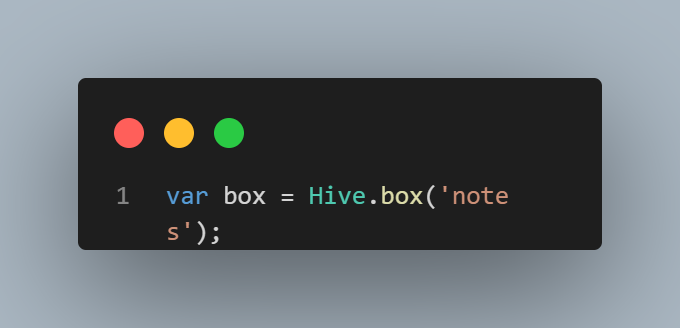 1 var box = Hive.box('note
s');